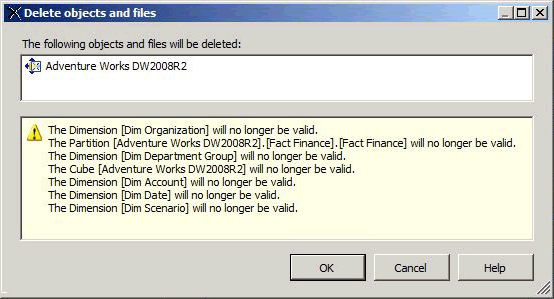 Delete objects and files
The following objects and files will be deleted:
Adventure Works DW2008R2
The Dimension [Dim Organization] will no longer be valid.
The Partition [Adventure Works DW2008R2].[Fact Finance].[Fact Finance] will no longer be valid.
The Dimension [Dim Department Group] will no longer be valid.
The Cube [Adventure Works DW2008R2] will no longer be valid.
The Dimension [Dim Account] will no longer be valid.
The Dimension [Dim Date] will no longer be valid.
The Dimension [Dim Scenario] will no longer be valid.
OK Cancel Help